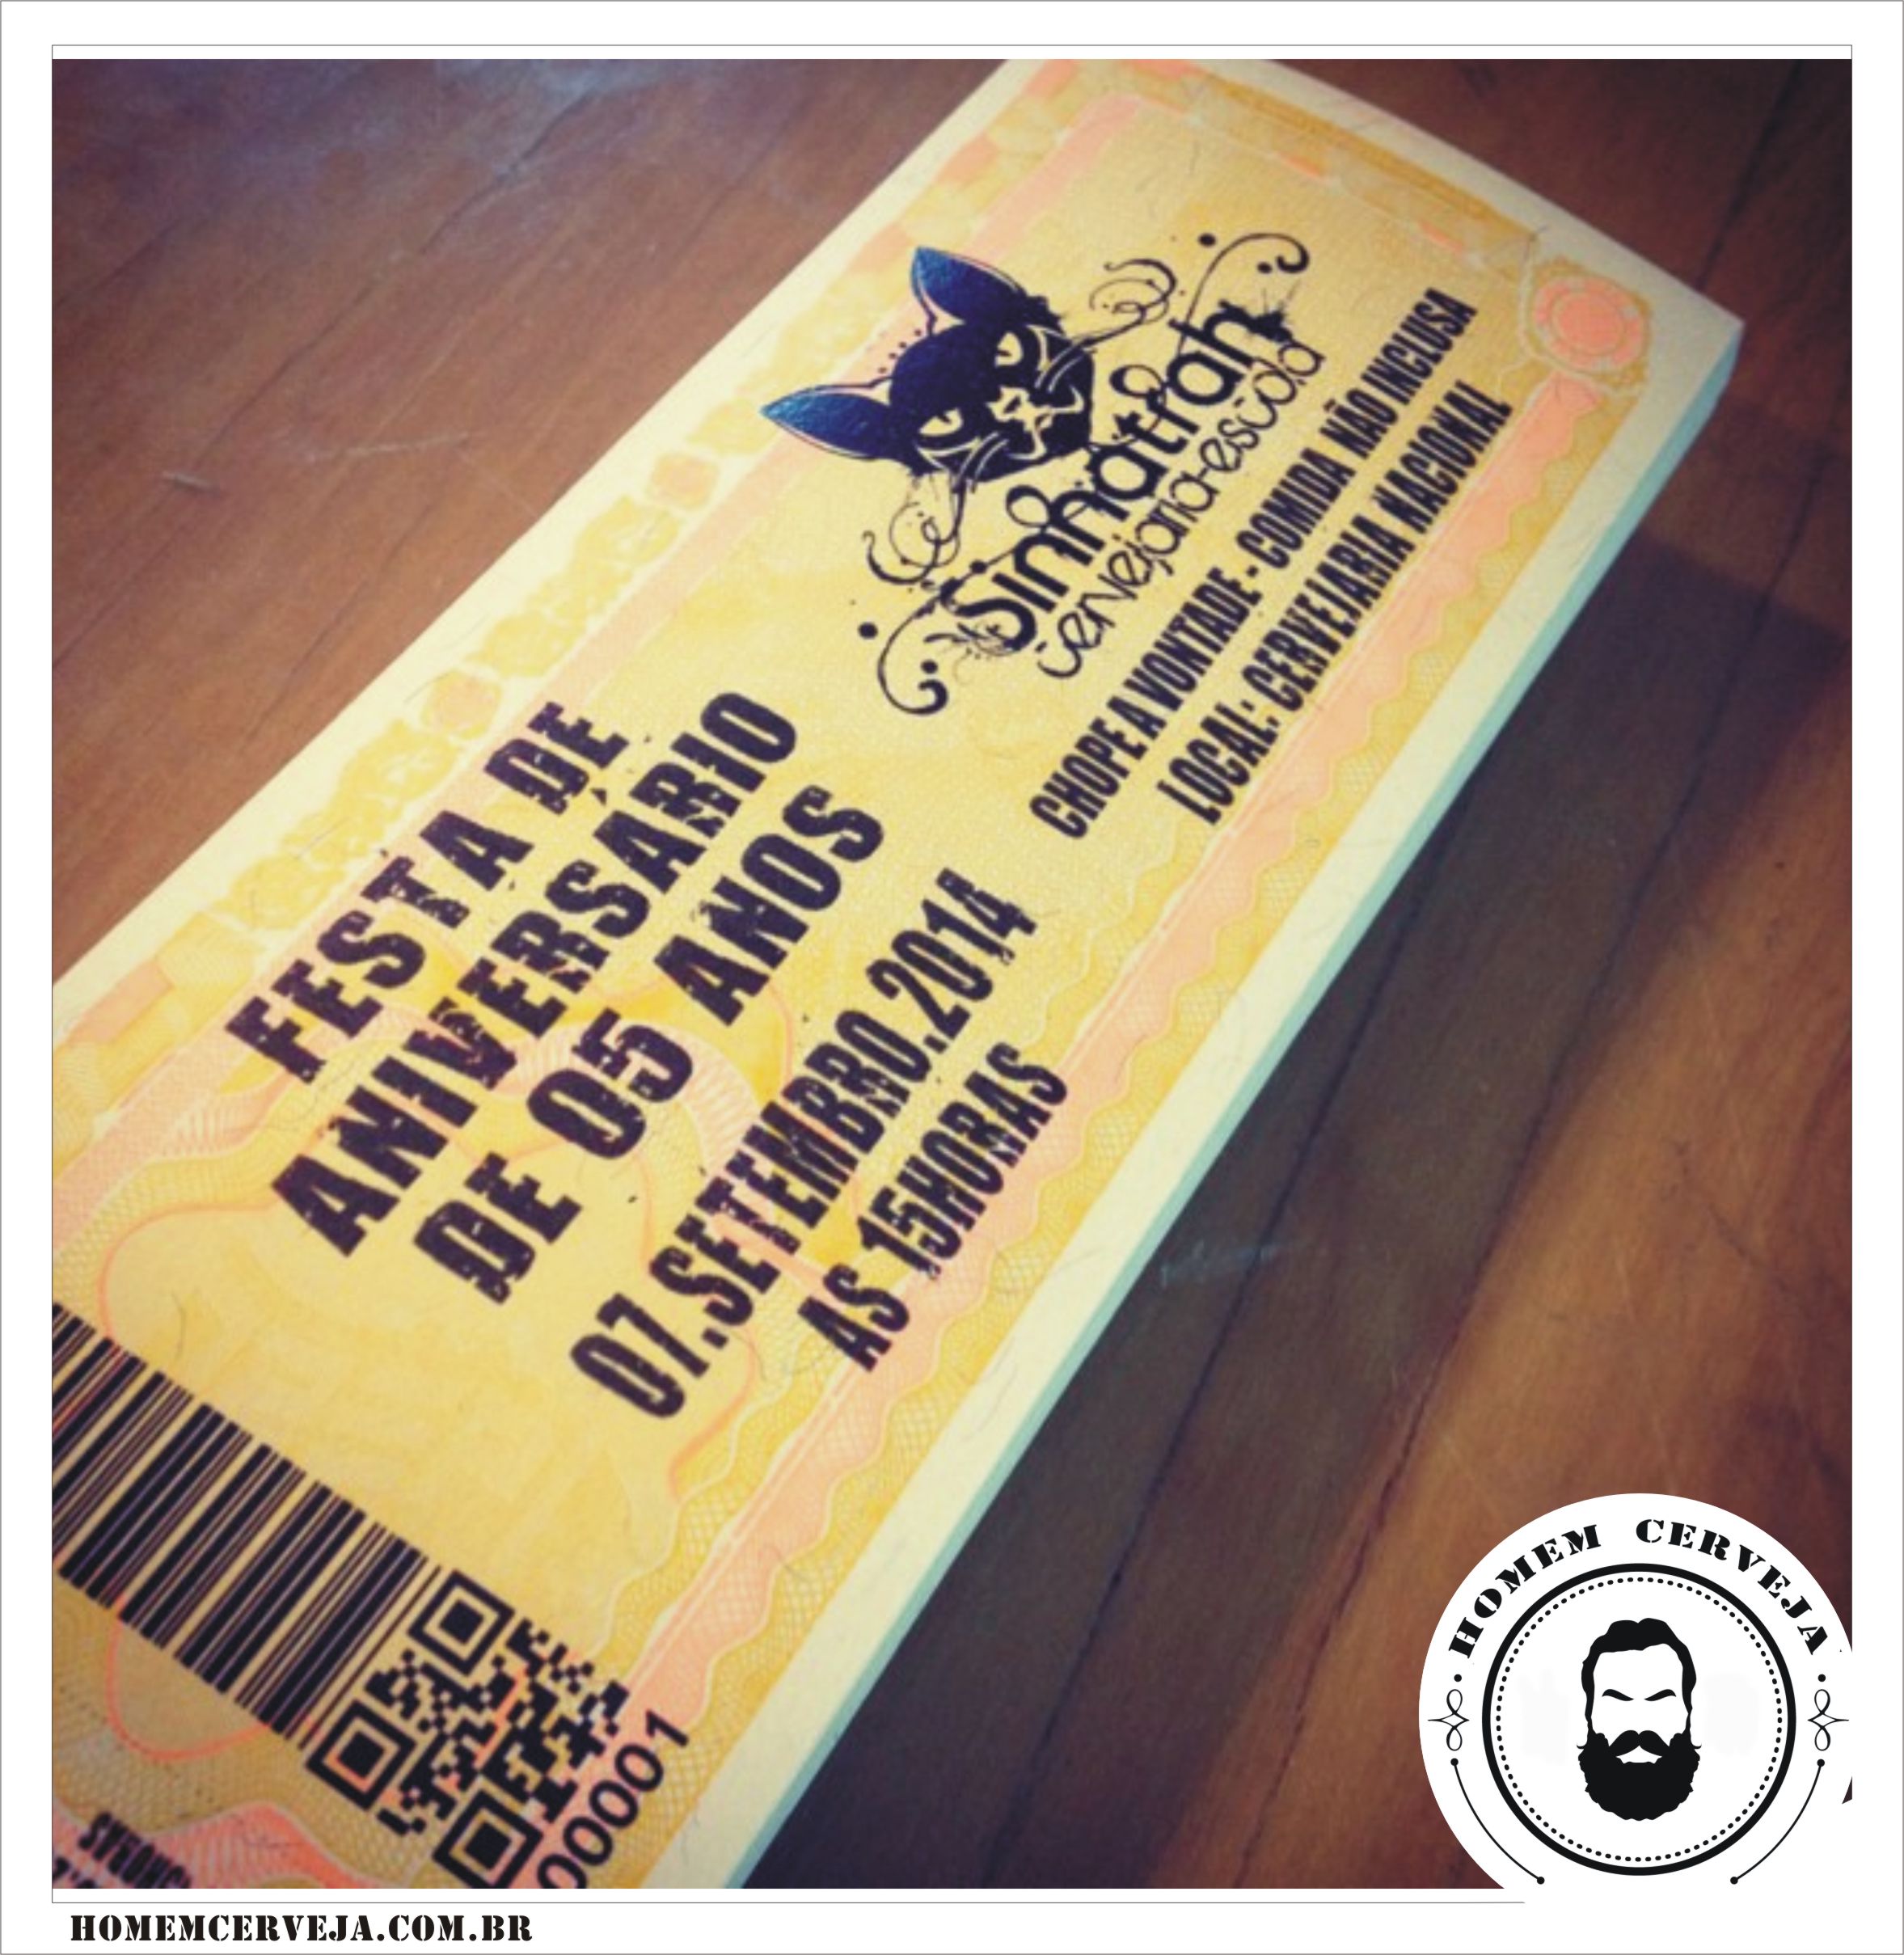 Sinnatrah
cervejaria-escola
CHOPE A VONTADE - COMIDA NÃO INCLUSA
LOCAL: CERVEJARIA NACIONAL
FESTA DE
ANIVERSÁRIO
DE 05 ANOS
07.SETEMBRO.2014
AS 15HORAS
00001
HOMEM CERVEJA
HOMEMCERVEJA.COM.BR